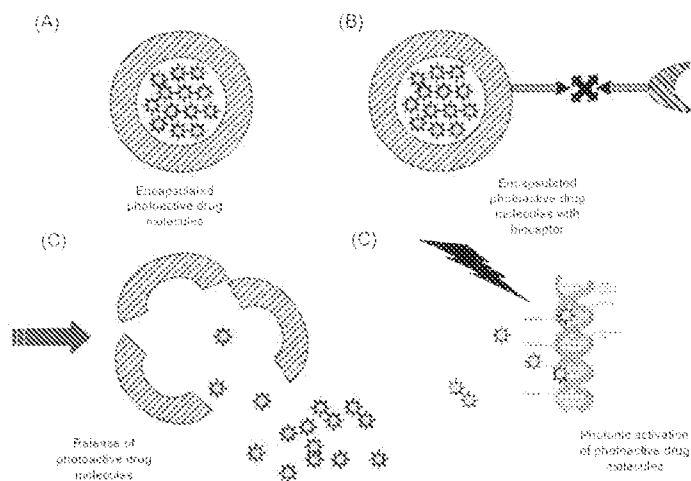 (A)
Encapsulated
photoactive drug
molecules
(B)
Encapsulated
photoactive drug
molecules with
bioceptor
(C)
Release of
photoactive drug
molecules
(C)
Photonic activation
of photoactive drug
molecules